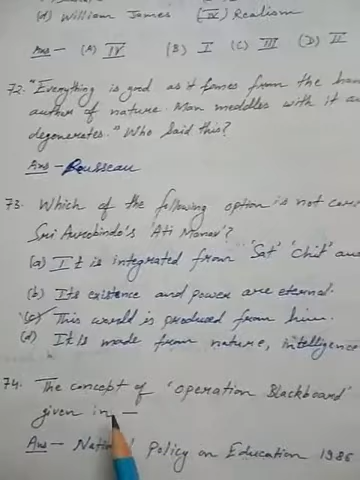 (d) William James [IV] Realism
Ans - (A) IV (B) I (C) III (D) II
72. "Everything is good as it comes from the
author of nature. Man meddles with it
degenerates." Who said this?
Ans - Rousseau
73. Which of the following option is not
Sri Aurobindo's 'Ati Manav'?
(a) It is integrated from 'Sat' 'Chit'
(b) Its existence and power are eternal.
(c) This world is produced from him.
(d) It is made from nature, intelligence
74. The concept of 'operation Blackboard'
given in -
Ans - National Policy on Education 1986